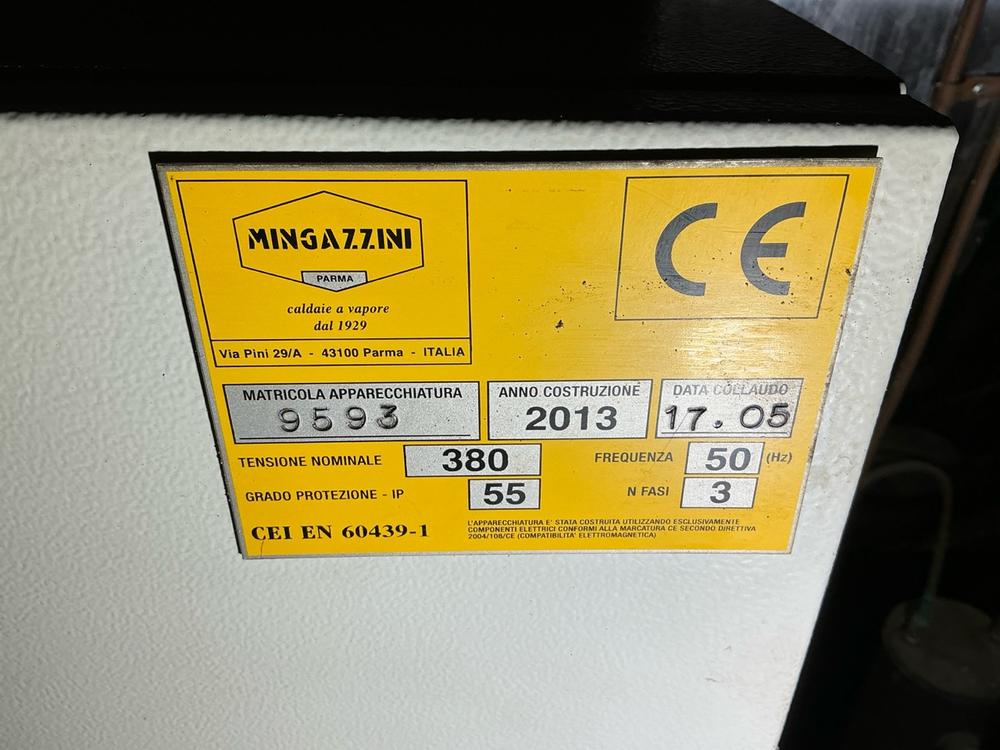 MINGAZZINI
PARMA
caldaie a vapore
dal 1929
Via Pini 29/A - 43100 Parma - ITALIA
CE
MATRICOLA APPARECCHIATURA
9593
ANNO COSTRUZIONE
2013
DATA COLLAUDO
17.05
TENSIONE NOMINALE 380
FREQUENZA 50 (Hz)
GRADO PROTEZIONE - IP 55
N FASI 3
CEI EN 60439-1
L'APPARECCHIATURA E' STATA COSTRUITA UTILIZZANDO ESCLUSIVAMENTE
COMPONENTI ELETTRICI CONFORMI ALLA MARCATURA CE SECONDO DIRETTIVA
2004/108/CE (COMPATIBILITA' ELETTROMAGNETICA)